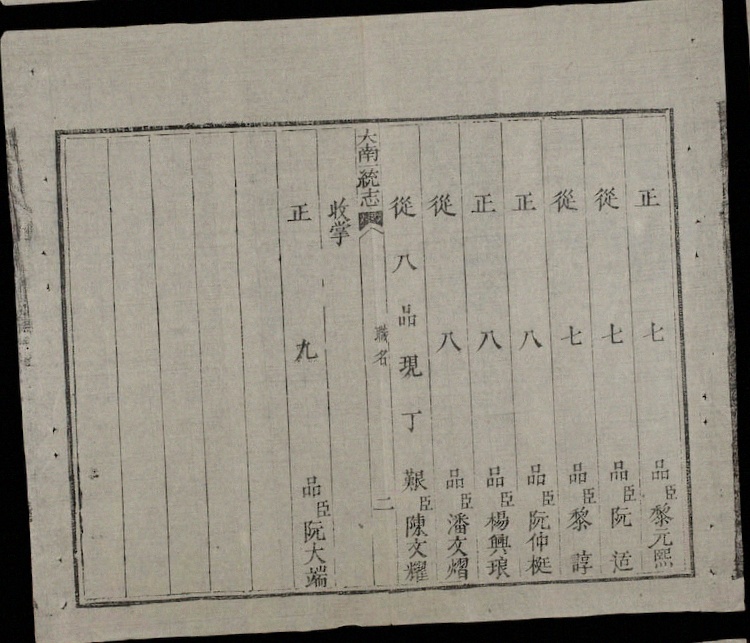 正七品臣黎元熙
從七品臣阮适
從七品臣黎諄
正八品臣阮仲梃
正八品臣楊興琅
從八品臣潘文熠
從八品現丁艱臣陳文耀
大南一統志
職名
二
收掌
正九品臣阮大端